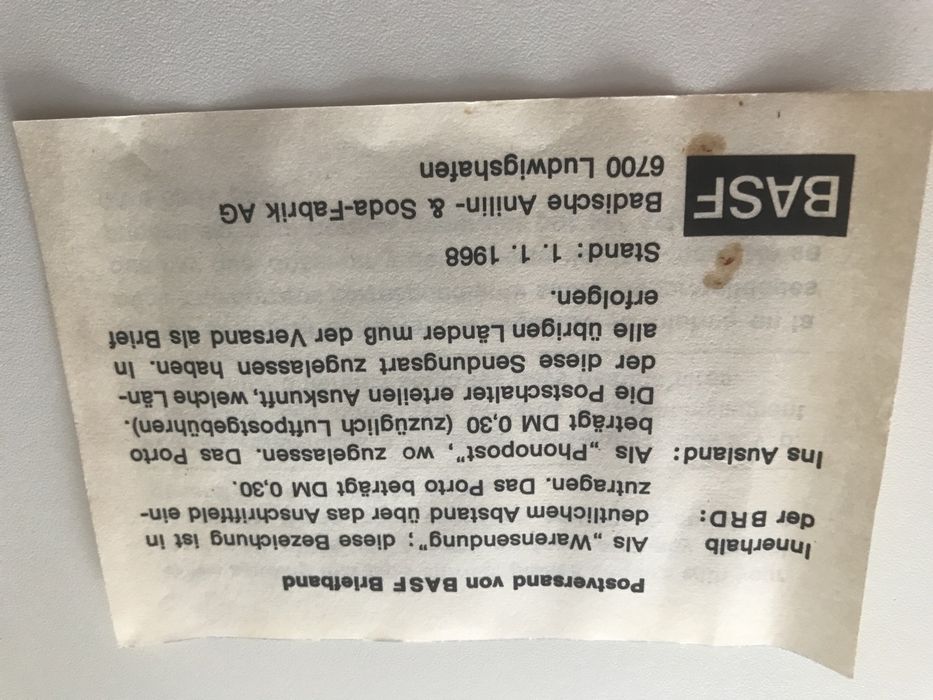 Postversand von BASF Briefband
Innerhalb der BRD:
Als „Warensendung"; diese Bezeichung ist in
deutlichem Abstand über das Anschriftfeld ein-
zutragen. Das Porto beträgt DM 0,30.
Ins Ausland:
Als „Phonopost", wo zugelassen. Das Porto
beträgt DM 0,30 (zuzüglich Luftpostgebühren).
Die Postschalter erteilen Auskunft, welche Län-
der diese Sendungsart zugelassen haben. In
alle übrigen Länder muß der Versand als Brief
erfolgen.
Stand: 1. 1. 1968
BASF
Badische Anilin- & Soda-Fabrik AG
6700 Ludwigshafen